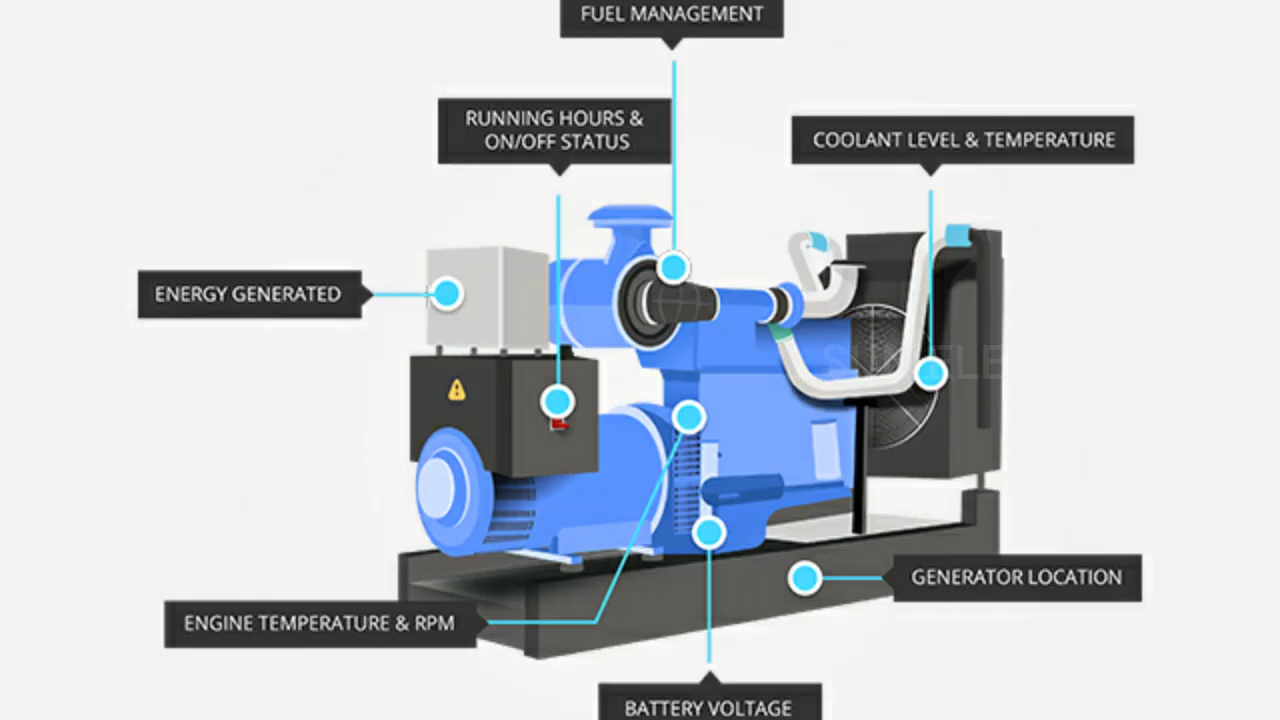 FUEL MANAGEMENT
RUNNING HOURS &
ON/OFF STATUS
COOLANT LEVEL & TEMPERATURE
ENERGY GENERATED
GENERATOR LOCATION
ENGINE TEMPERATURE & RPM
BATTERY VOLTAGE